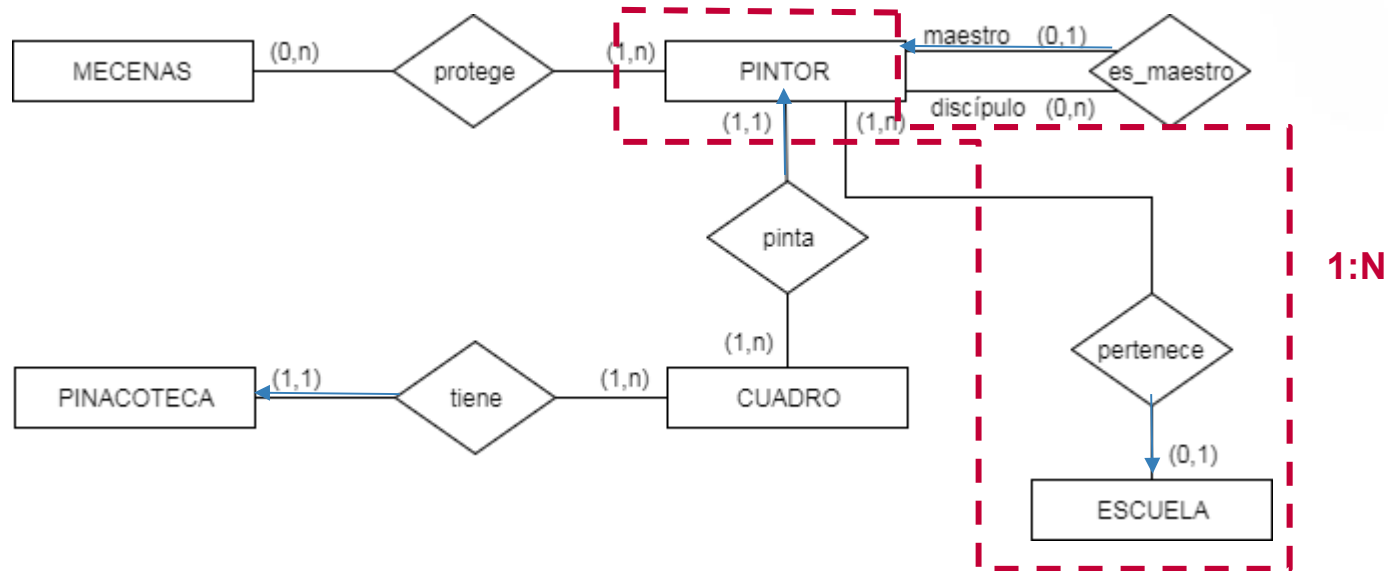 maestro (0,1)
MECENAS (0,n) protege (1,n) PINTOR es_maestro
(1,1) (1,n) discípulo (0,n)
pinta
1:N
(1,n) pertenece
PINACOTECA (1,1) tiene (1,n) CUADRO
(0,1)
ESCUELA